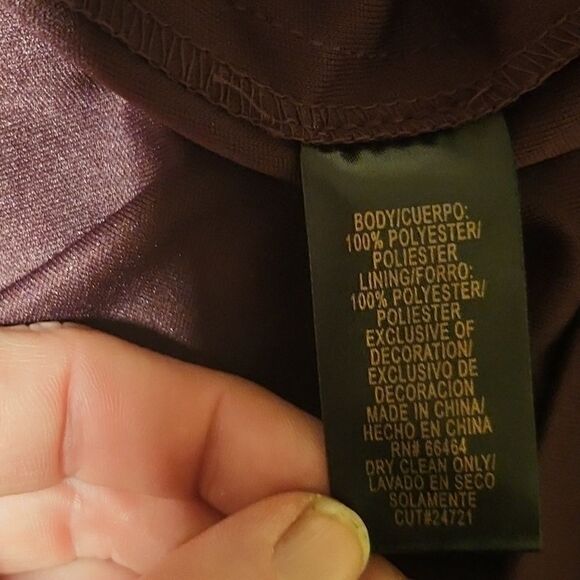 BODY/CUERPO:
100% POLYESTER/
POLIESTER
LINING/FORRO:
100% POLYESTER/
POLIESTER
EXCLUSIVE OF
DECORATION/
EXCLUSIVO DE
DECORACION
MADE IN CHINA/
HECHO EN CHINA
RN# 66464
DRY CLEAN ONLY/
LAVADO EN SECO
SOLAMENTE
CUT#24721